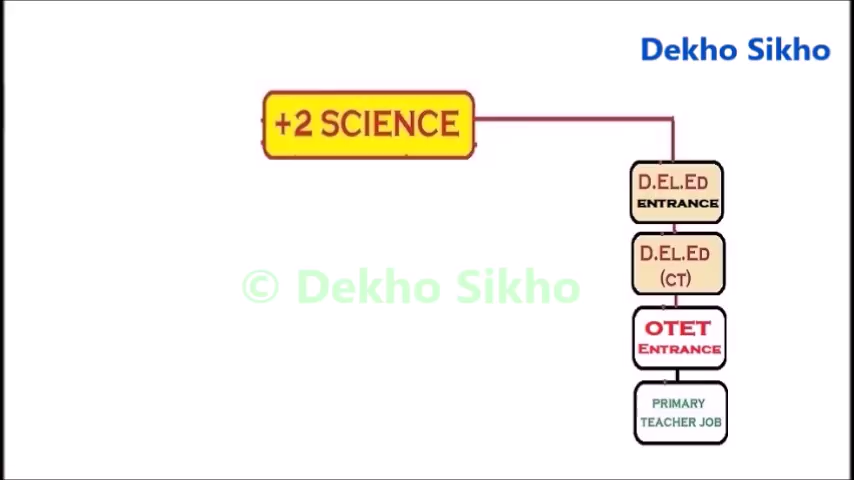 Dekho Sikho
+2 SCIENCE
D.EL.ED
ENTRANCE
D.EL.ED
(CT)
© Dekho Sikho
OTET
ENTRANCE
PRIMARY
TEACHER JOB